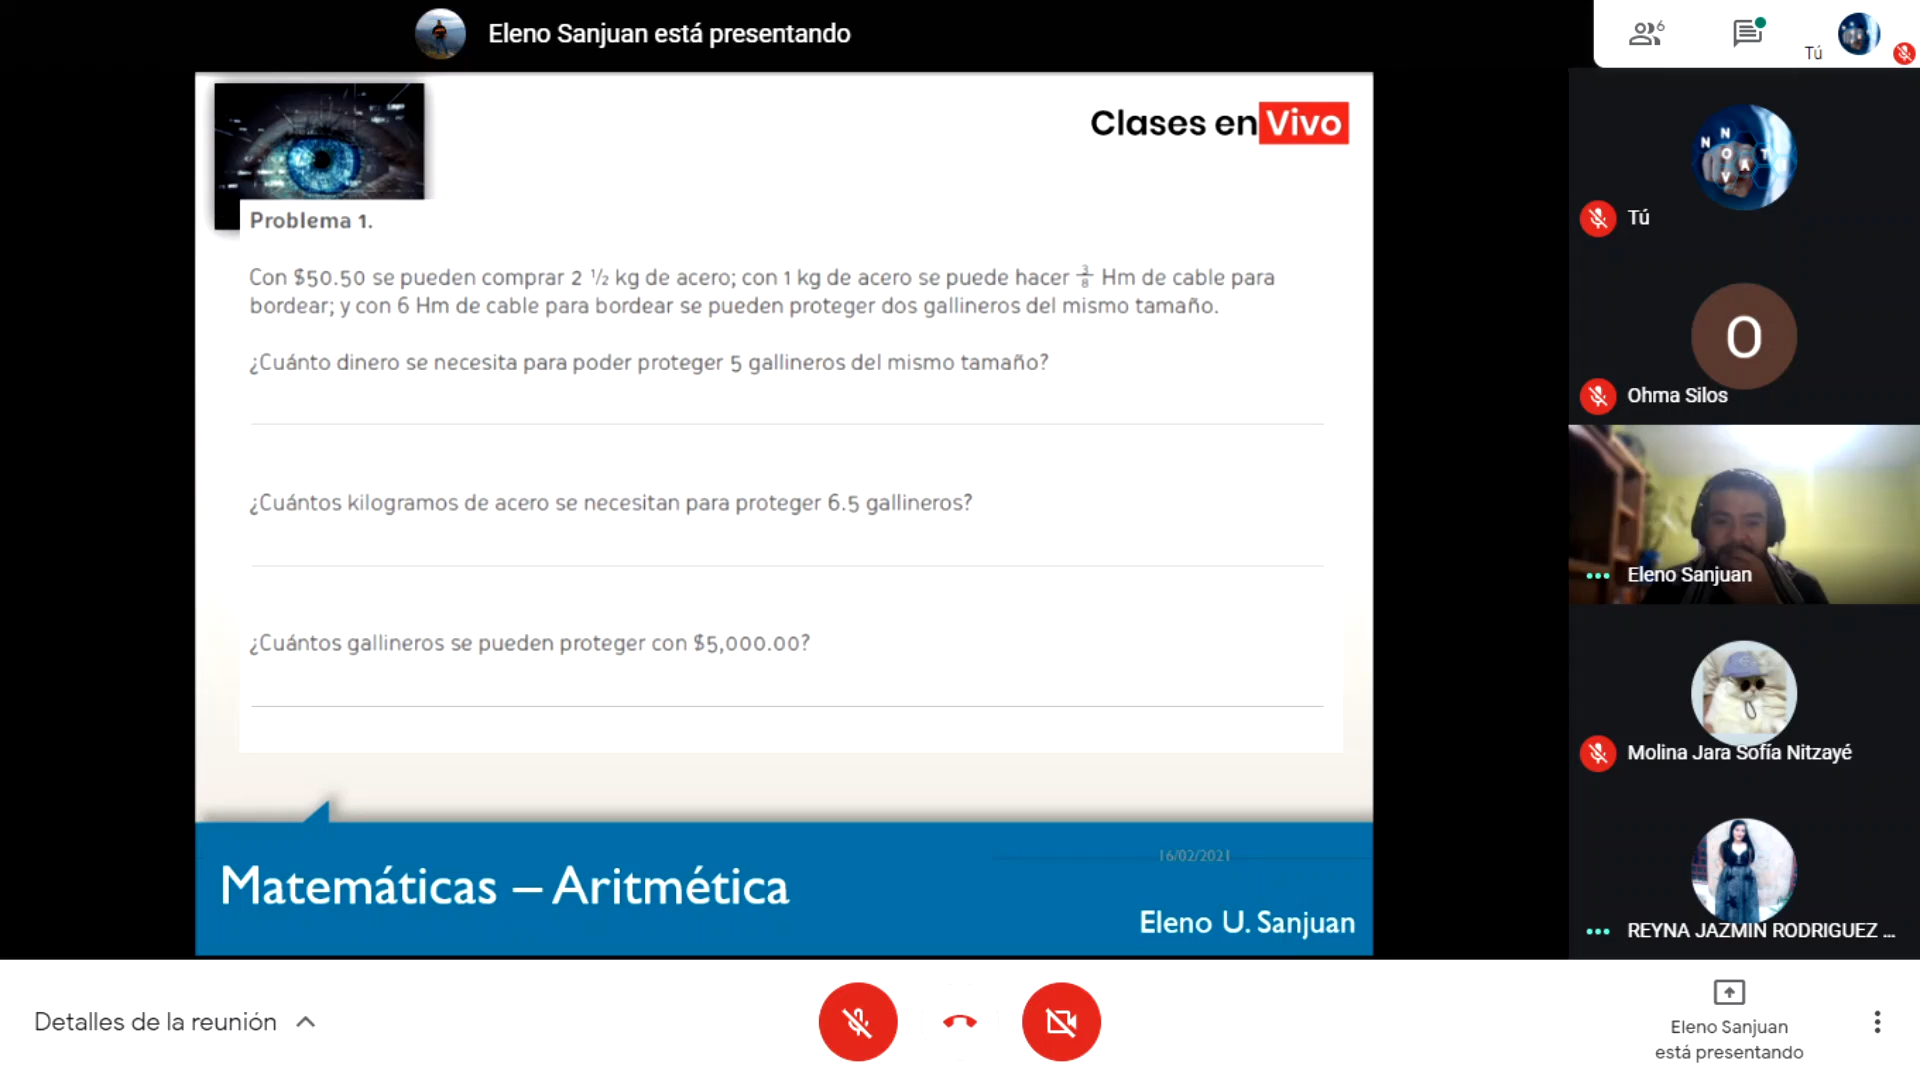 Eleno Sanjuan está presentando
6
Tú
Clases en Vivo
Problema 1.
Con $50.50 se pueden comprar 2 ½ kg de acero; con 1 kg de acero se puede hacer 3/8 Hm de cable para
bordear; y con 6 Hm de cable para bordear se pueden proteger dos gallineros del mismo tamaño.
¿Cuánto dinero se necesita para poder proteger 5 gallineros del mismo tamaño?
¿Cuántos kilogramos de acero se necesitan para proteger 6.5 gallineros?
¿Cuántos gallineros se pueden proteger con $5,000.00?
16/02/2021
Matemáticas – Aritmética
Eleno U. Sanjuan
Tú
O
Ohma Silos
Eleno Sanjuan
Molina Jara Sofía Nitzayé
REYNA JAZMIN RODRIGUEZ ...
Detalles de la reunión
Eleno Sanjuan
está presentando